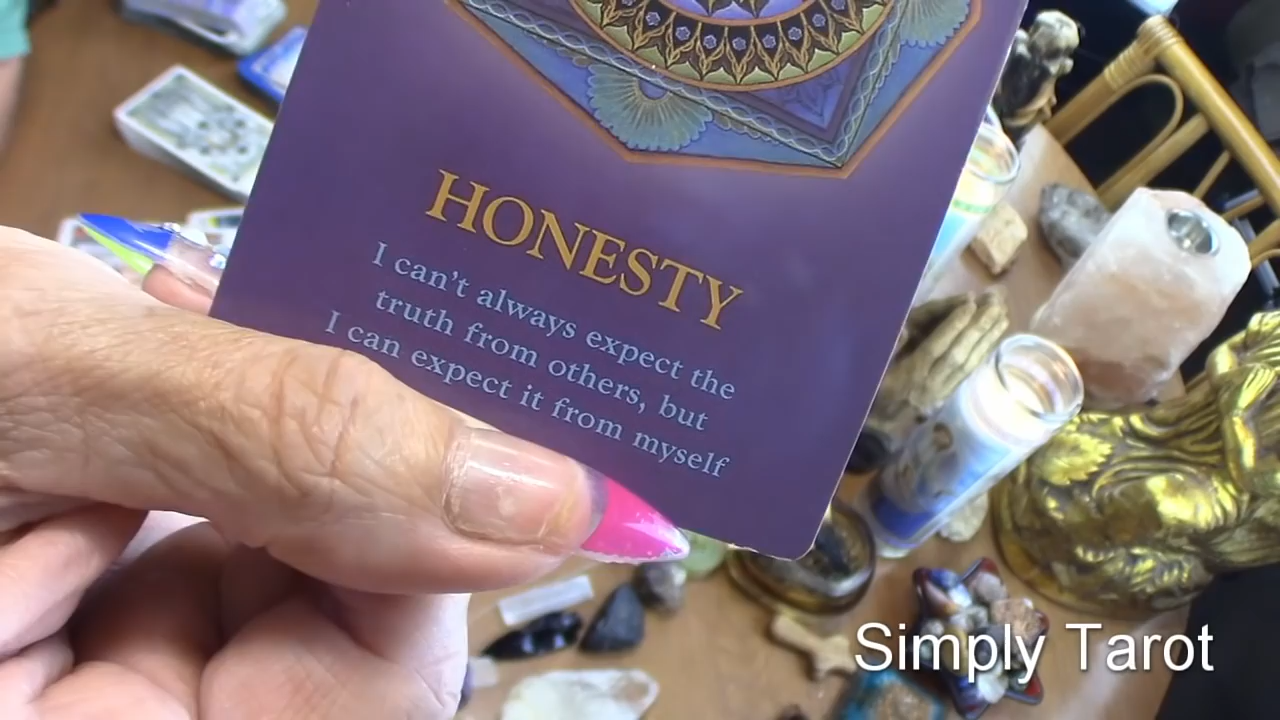 HONESTY
I can't always expect the
truth from others, but
I can expect it from myself
Simply Tarot